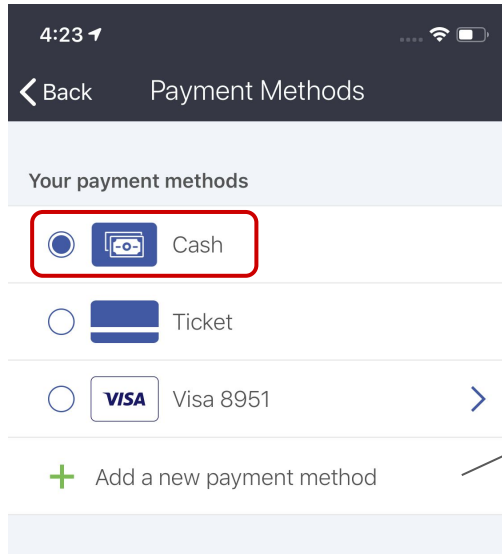 4:23
Back Payment Methods
Your payment methods
Cash
Ticket
VISA Visa 8951
Add a new payment method